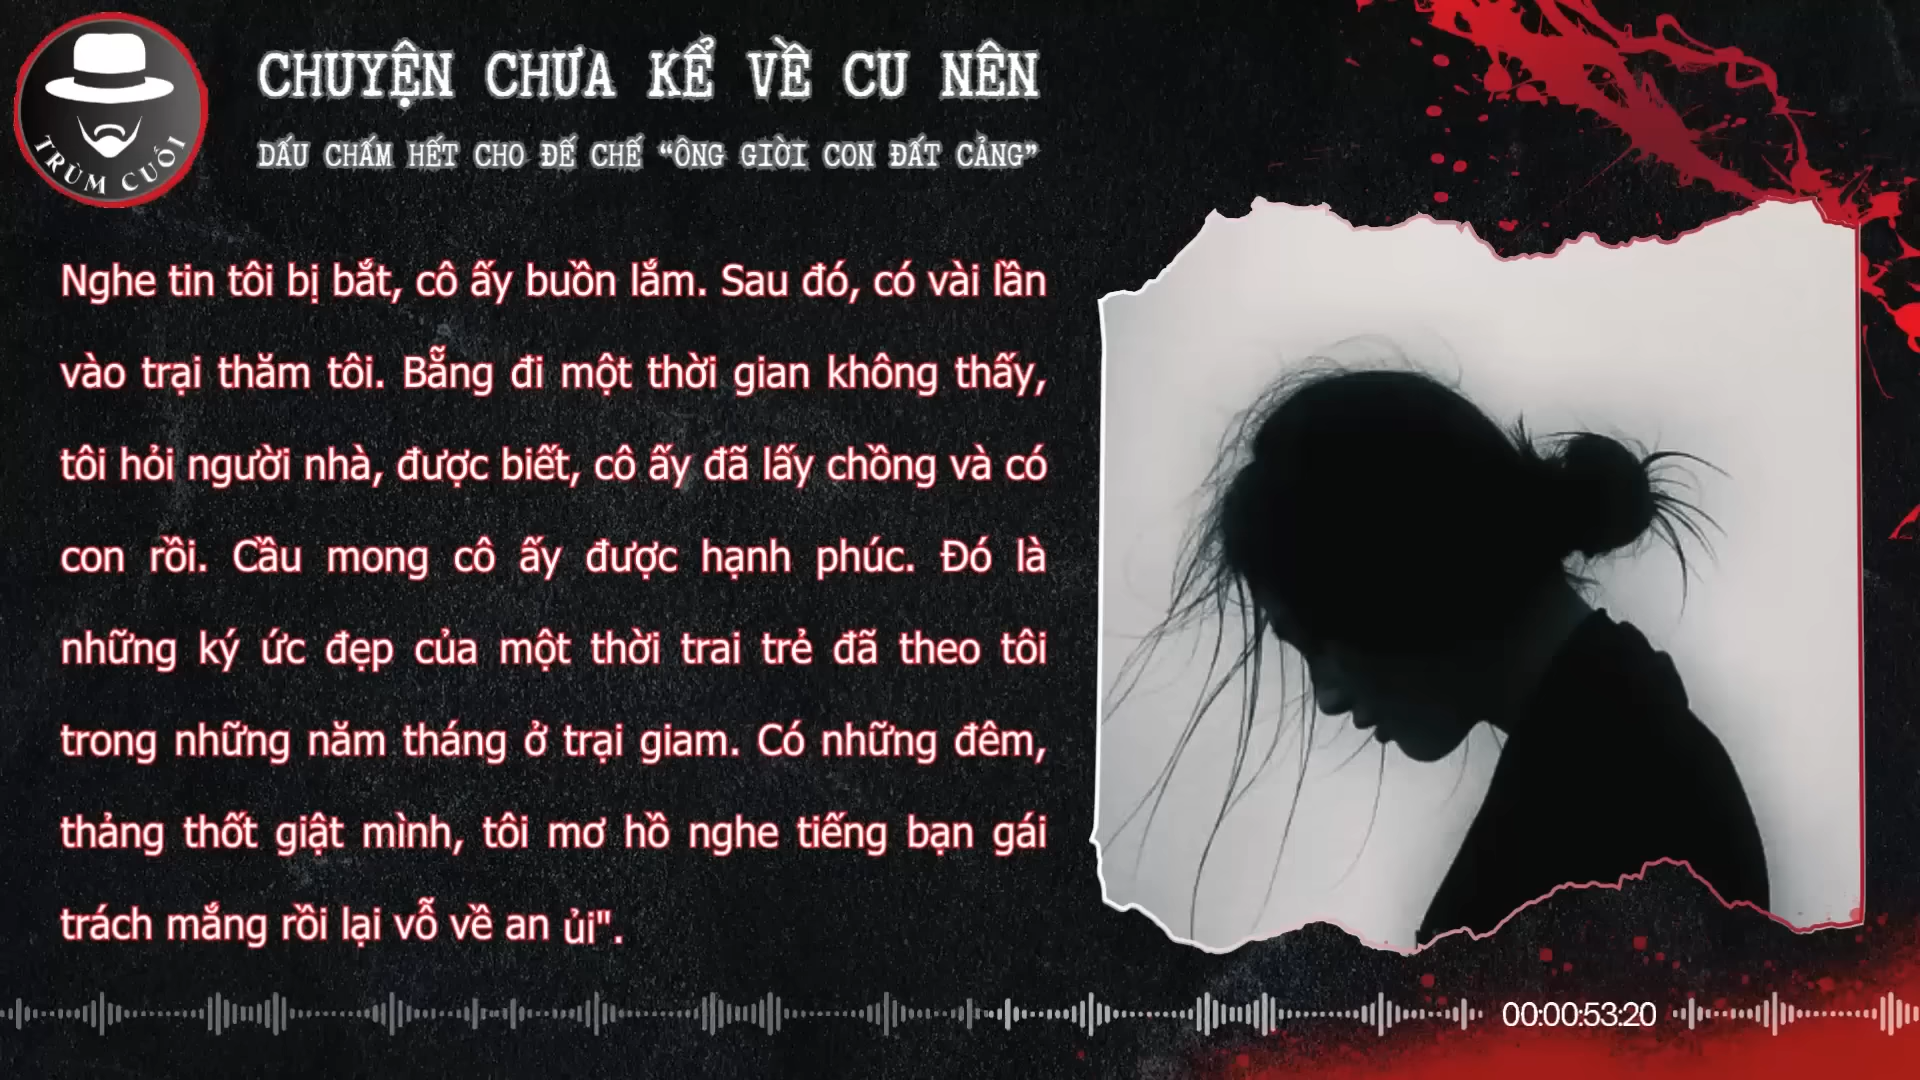 TRÙM CUỐI
CHUYỆN CHƯA KỂ VỀ CU NÊN
DẤU CHẤM HẾT CHO ĐẾ CHẾ “ÔNG GIỜI CON ĐẤT CẢNG”
Nghe tin tôi bị bắt, cô ấy buồn lắm. Sau đó, có vài lần
vào trại thăm tôi. Bẵng đi một thời gian không thấy,
tôi hỏi người nhà, được biết, cô ấy đã lấy chồng và có
con rồi. Cầu mong cô ấy được hạnh phúc. Đó là
những ký ức đẹp của một thời trai trẻ đã theo tôi
trong những năm tháng ở trại giam. Có những đêm,
thảng thốt giật mình, tôi mơ hồ nghe tiếng bạn gái
trách mắng rồi lại vỗ về an ủi".
00:00:53:20